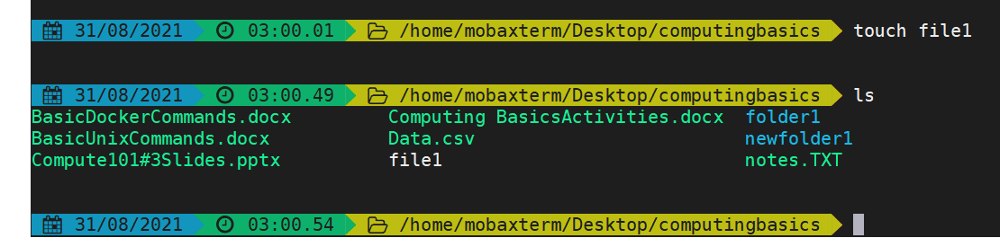 31/08/2021 03:00.01 /home/mobaxterm/Desktop/computingbasics touch file1
31/08/2021 03:00.49 /home/mobaxterm/Desktop/computingbasics ls
BasicDockerCommands.docx Computing BasicsActivities.docx folder1
BasicUnixCommands.docx Data.csv newfolder1
Compute101#3Slides.pptx file1 notes.TXT
31/08/2021 03:00.54 /home/mobaxterm/Desktop/computingbasics